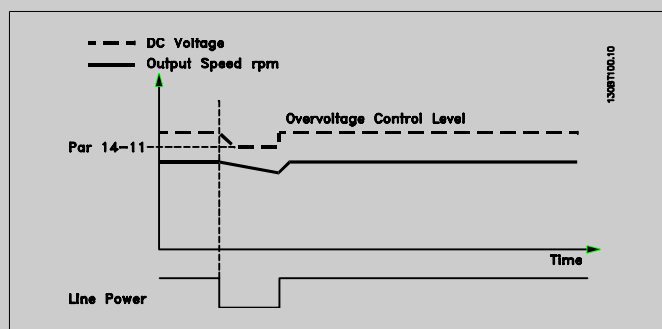 DC Voltage
Output Speed rpm
Overvoltage Control Level
Par 14-11
Time
Line Power
130BT100.10